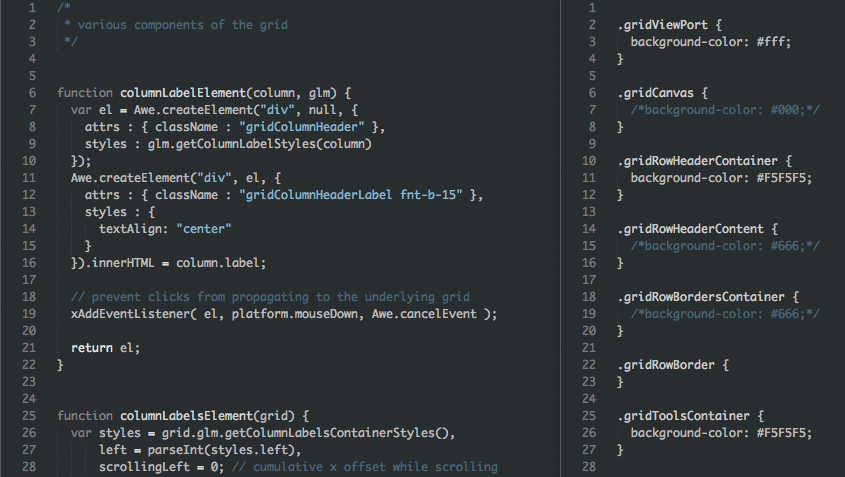 1 /*
2  * various components of the grid
3  */
4
5
6 function columnLabelElement(column, glm) {
7   var el = Awe.createElement("div", null, {
8     attrs : { className : "gridColumnHeader" },
9     styles : glm.getColumnLabelStyles(column)
10   });
11   Awe.createElement("div", el, {
12     attrs : { className : "gridColumnHeaderLabel fnt-b-15" },
13     styles : {
14       textAlign: "center"
15     }
16   }).innerHTML = column.label;
17
18   // prevent clicks from propagating to the underlying grid
19   xAddEventListener( el, platform.mouseDown, Awe.cancelEvent );
20
21   return el;
22 }
23
24
25 function columnLabelsElement(grid) {
26   var styles = grid.glm.getColumnLabelsContainerStyles(),
27       left = parseInt(styles.left),
28       scrollingLeft = 0; // cumulative x offset while scrolling
1
2 .gridViewPort {
3   background-color: #fff;
4 }
5
6 .gridCanvas {
7   /*background-color: #000;*/
8 }
9
10 .gridRowHeaderContainer {
11   background-color: #F5F5F5;
12 }
13
14 .gridRowHeaderContent {
15   /*background-color: #666;*/
16 }
17
18 .gridRowBordersContainer {
19   /*background-color: #666;*/
20 }
21
22 .gridRowBorder {
23 }
24
25 .gridToolsContainer {
26   background-color: #F5F5F5;
27 }
28